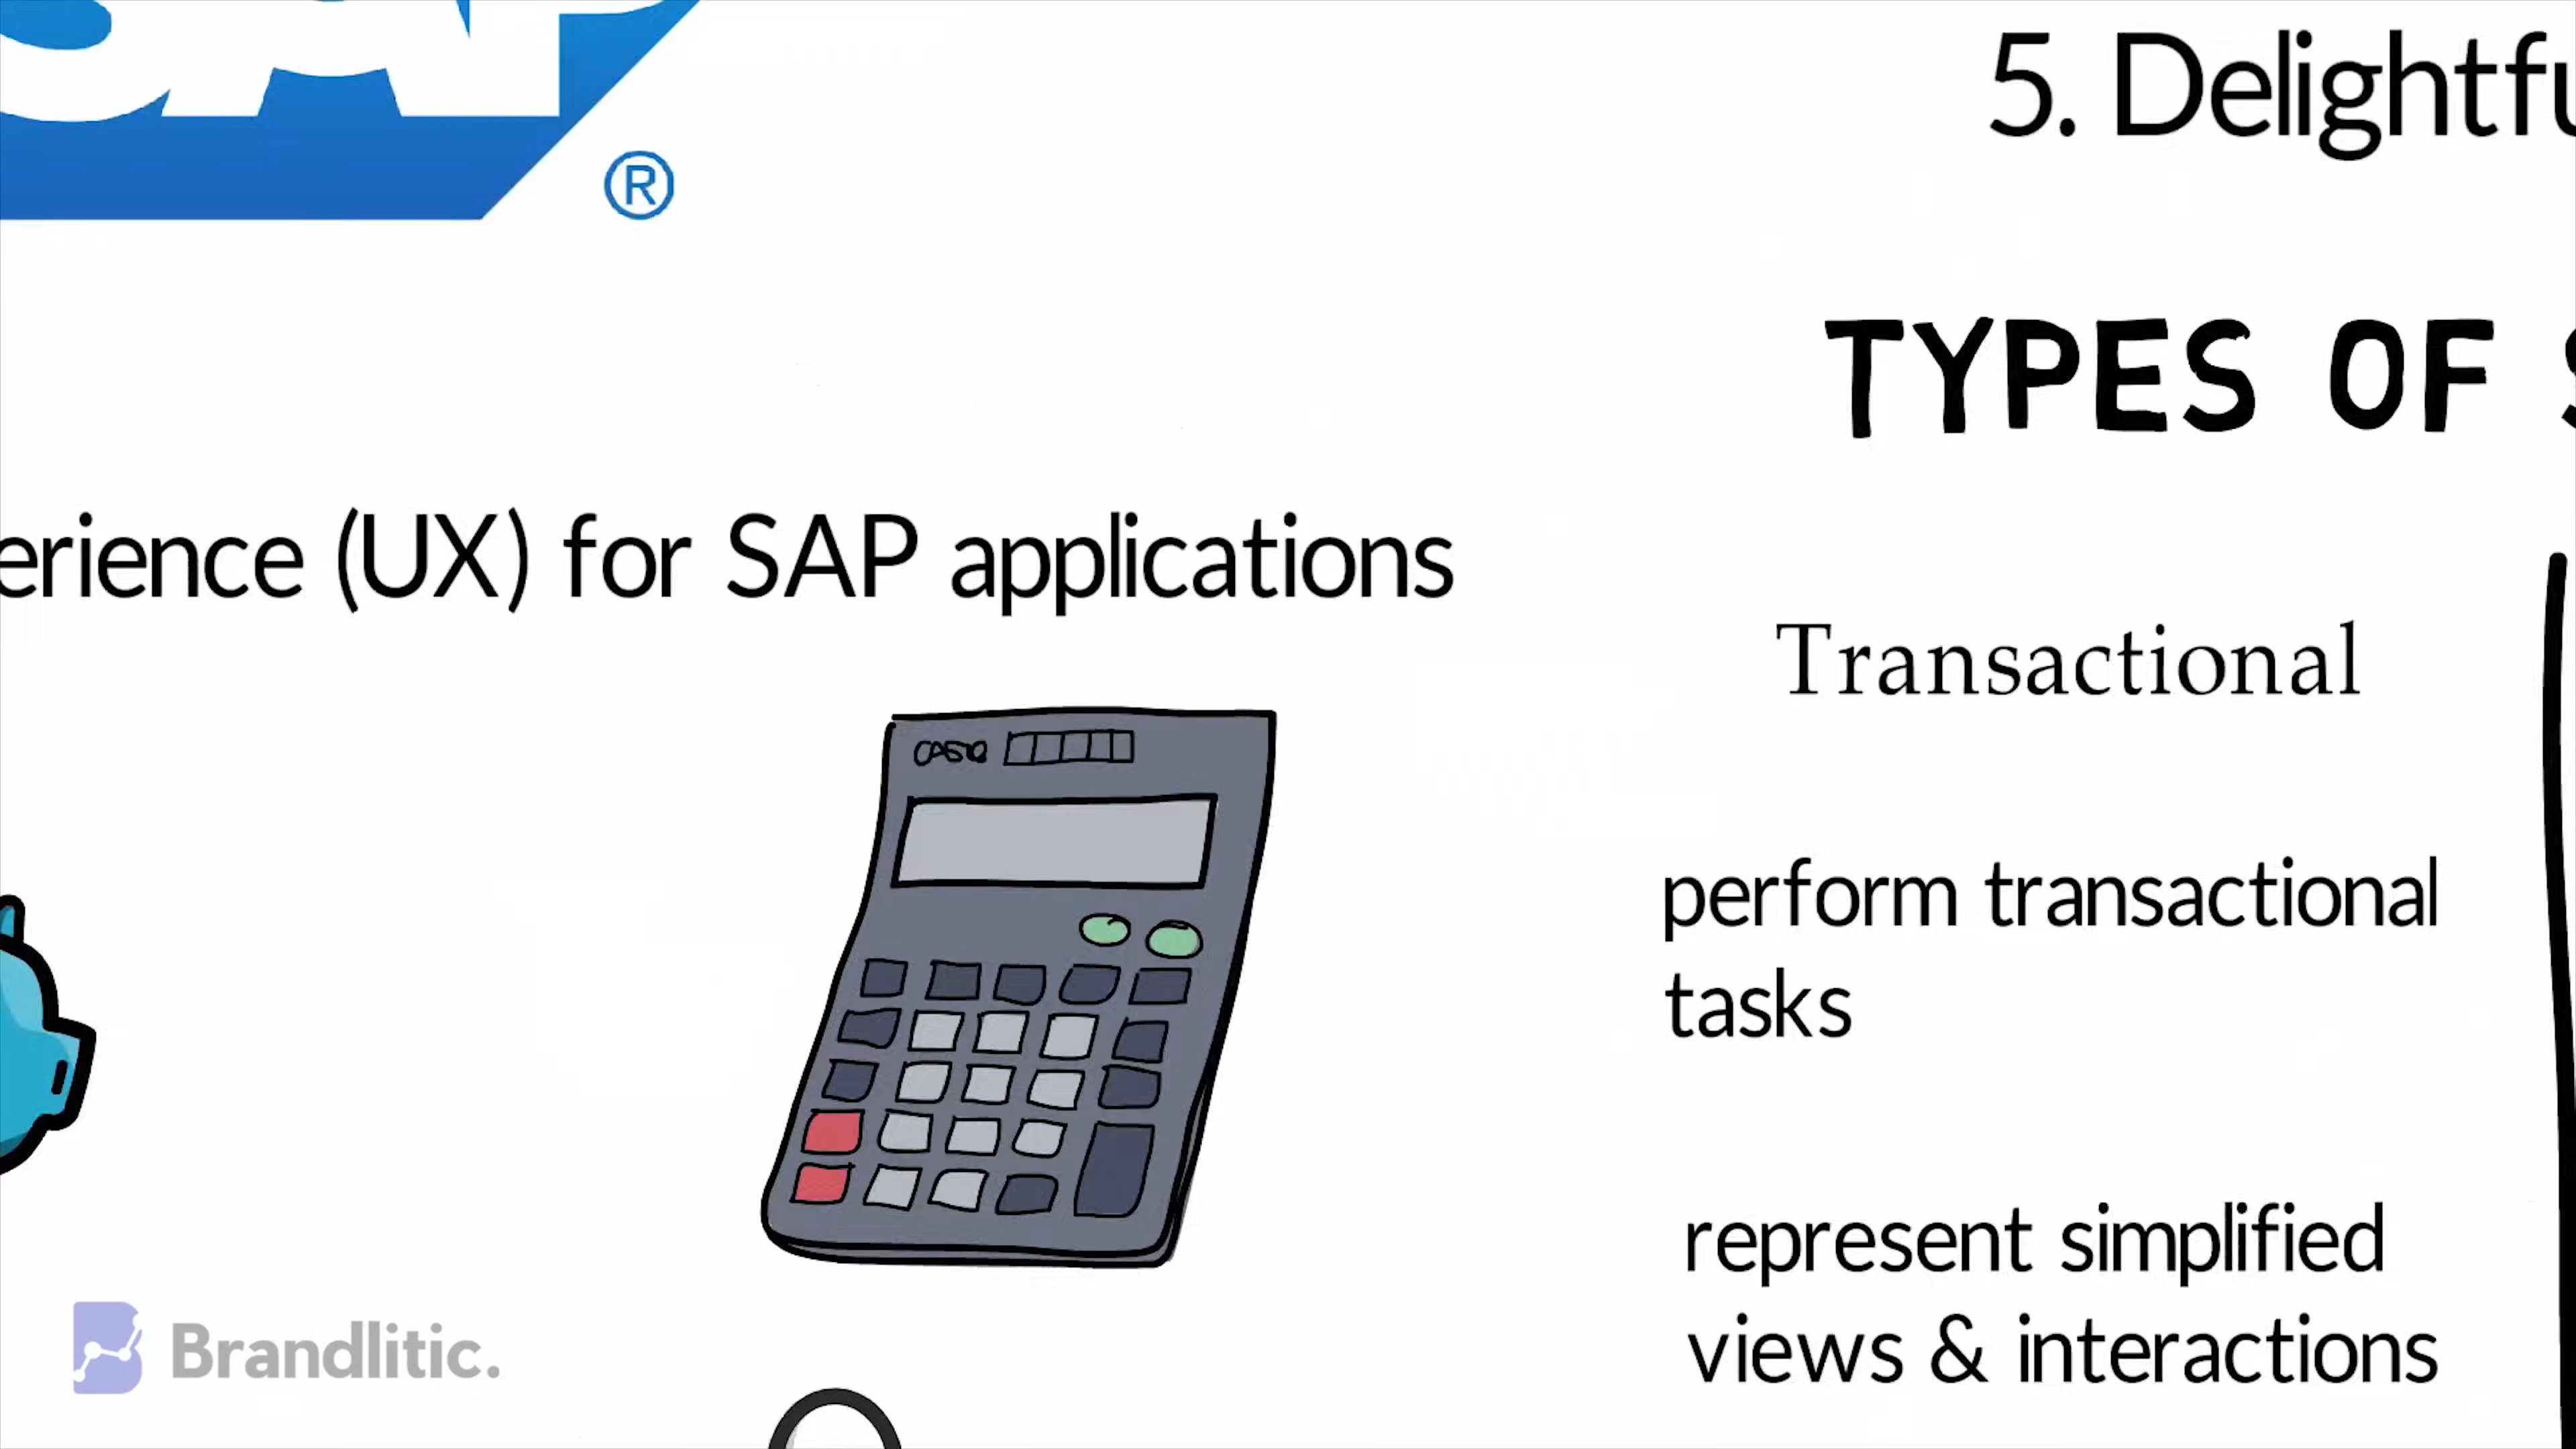 SAP
®
5. Delightfu
TYPES OF
erience (UX) for SAP applications
Transactional
CASIO
perform transactional
tasks
represent simplified
views & interactions
Brandlitic.